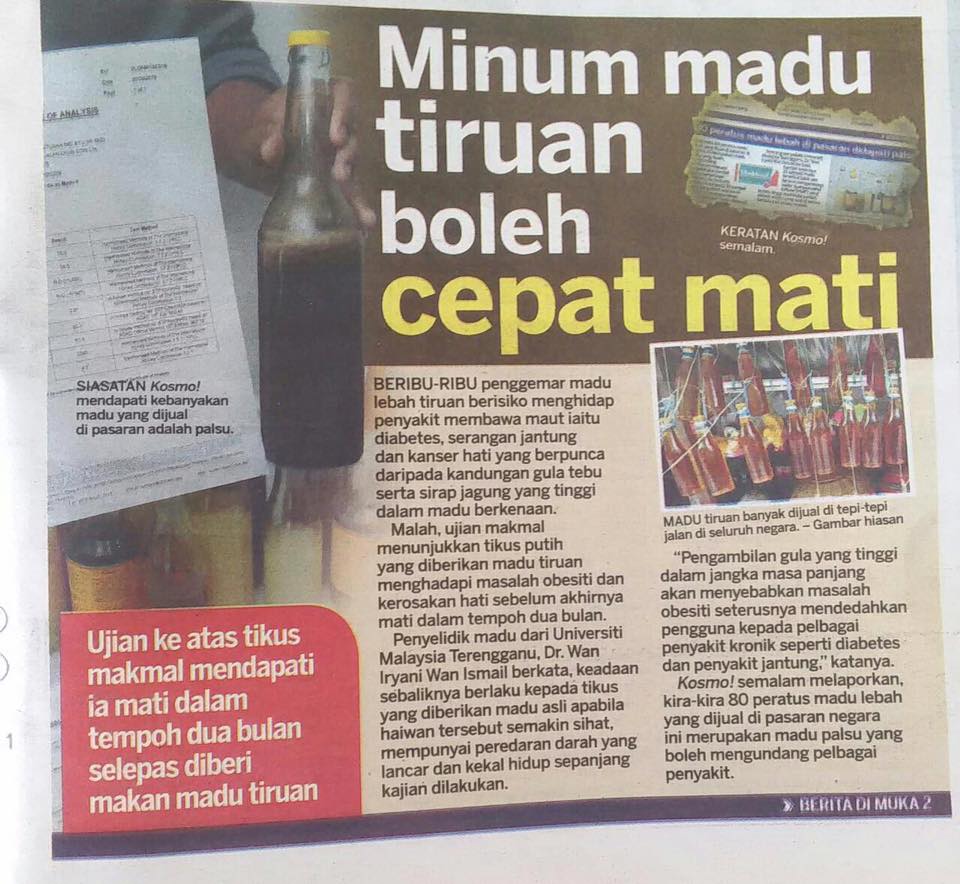 OF ANALYSIS
Minum madu
tiruan
boleh
cepat mati
peratus madu lebah di pasaran didapati palsu
KERATAN Kosmo!
semalam.
SIASATAN Kosmo!
mendapati kebanyakan
madu yang dijual
di pasaran adalah palsu.
BERIBU-RIBU penggemar madu
lebah tiruan berisiko menghidap
penyakit membawa maut iaitu
diabetes, serangan jantung
dan kanser hati yang berpunca
daripada kandungan gula tebu
serta sirap jagung yang tinggi
dalam madu berkenaan.
Malah, ujian makmal
menunjukkan tikus putih
yang diberikan madu tiruan
menghadapi masalah obesiti dan
kerosakan hati sebelum akhirnya
mati dalam tempoh dua bulan.
Penyelidik madu dari Universiti
Malaysia Terengganu, Dr. Wan
Iryani Wan Ismail berkata, keadaan
sebaliknya berlaku kepada tikus
yang diberikan madu asli apabila
haiwan tersebut semakin sihat,
mempunyai peredaran darah yang
lancar dan kekal hidup sepanjang
kajian dilakukan.
MADU tiruan banyak dijual di tepi-tepi
jalan di seluruh negara. – Gambar hiasan
“Pengambilan gula yang tinggi
dalam jangka masa panjang
akan menyebabkan masalah
obesiti seterusnya mendedahkan
pengguna kepada pelbagai
penyakit kronik seperti diabetes
dan penyakit jantung,” katanya.
Kosmo! semalam melaporkan,
kira-kira 80 peratus madu lebah
yang dijual di pasaran negara
ini merupakan madu palsu yang
boleh mengundang pelbagai
penyakit.
Ujian ke atas tikus
makmal mendapati
ia mati dalam
tempoh dua bulan
selepas diberi
makan madu tiruan
1
BERITA DI MUKA 2